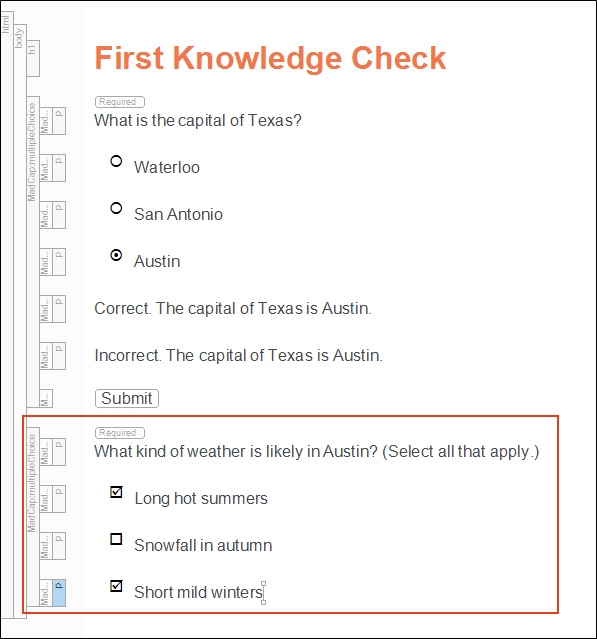 html
body
h1
First Knowledge Check
MadCap:multipleChoice
Required
Mad... p
What is the capital of Texas?
Mad... p
Waterloo
Mad... p
San Antonio
Mad... p
Austin
Mad... p
Correct. The capital of Texas is Austin.
Mad... p
Incorrect. The capital of Texas is Austin.
M...
Submit
MadCap:multipleChoice
Required
Mad... p
What kind of weather is likely in Austin? (Select all that apply.)
Mad... p
Long hot summers
Mad... p
Snowfall in autumn
Mad... p
Short mild winters